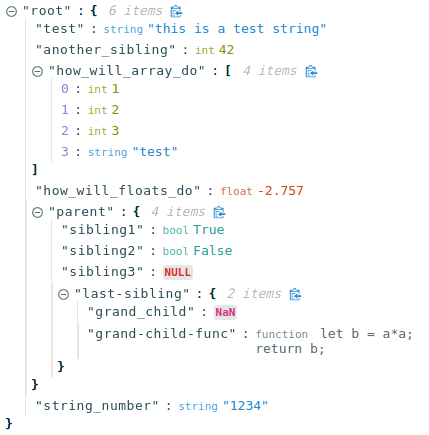 "root" : { 6 items
"test" : string "this is a test string"
"another_sibling" : int 42
"how_will_array_do" : [ 4 items
0 : int 1
1 : int 2
2 : int 3
3 : string "test"
]
"how_will_floats_do" : float -2.757
"parent" : { 4 items
"sibling1" : bool True
"sibling2" : bool False
"sibling3" : NULL
"last-sibling" : { 2 items
"grand_child" : NaN
"grand-child-func" : function let b = a*a;
return b;
}
}
"string_number" : string "1234"
}